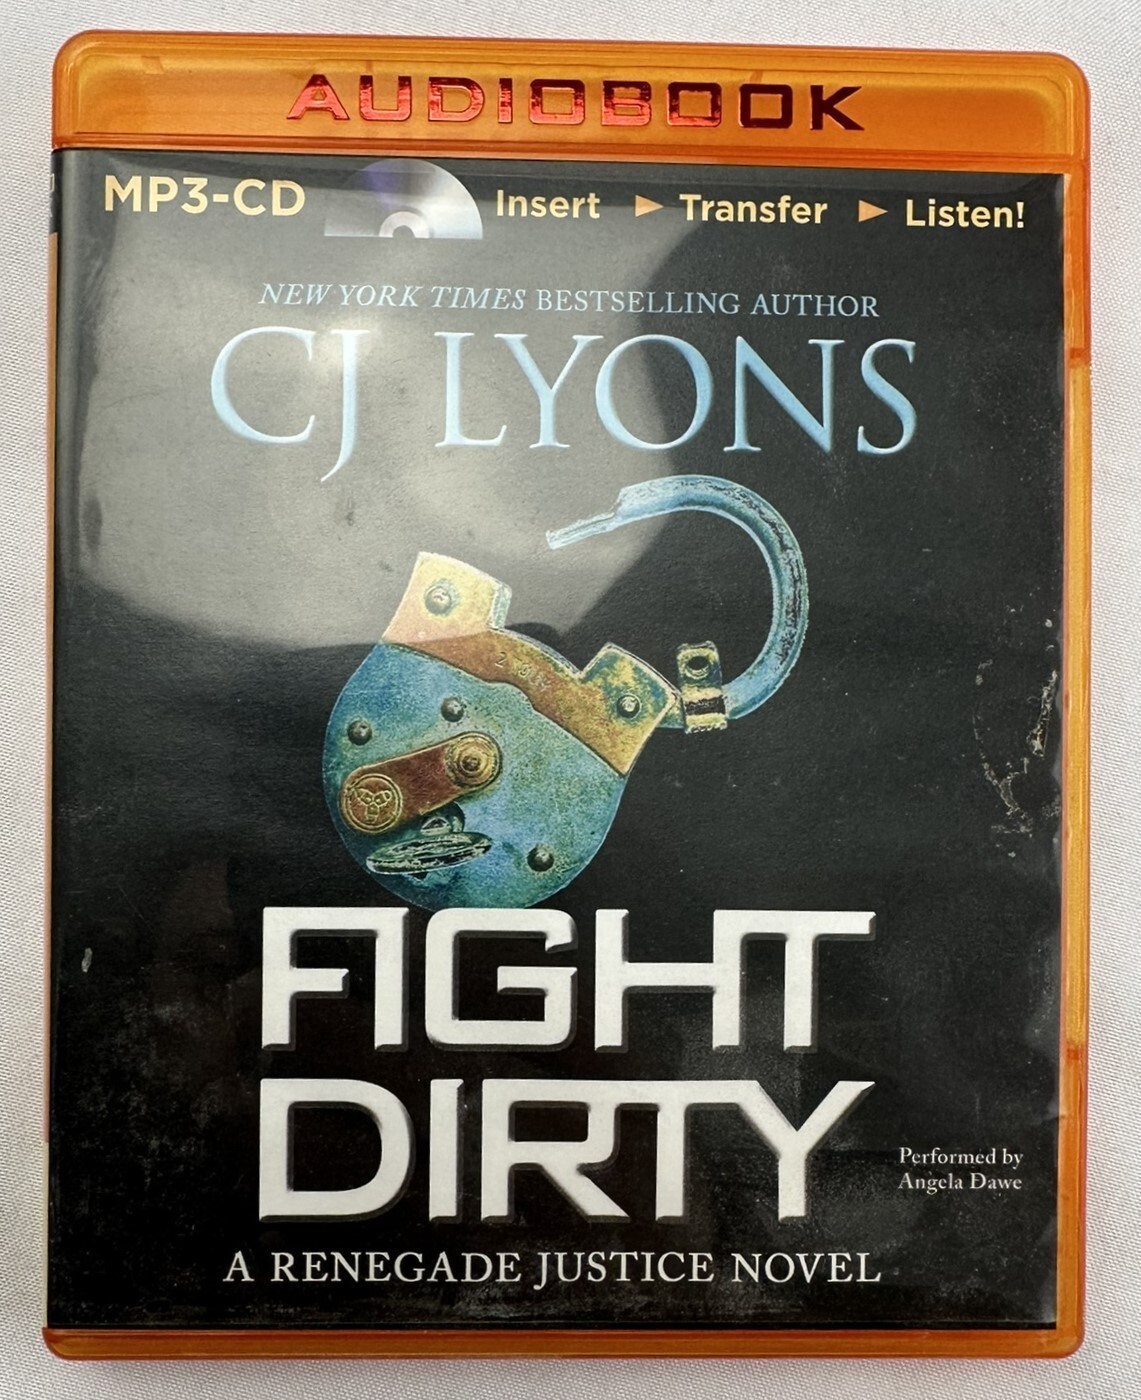 AUDIOBOOK
MP3-CD Insert Transfer Listen!
NEW YORK TIMES BESTSELLING AUTHOR
CJ LYONS
FIGHT
DIRTY
Performed by
Angela Dawe
A RENEGADE JUSTICE NOVEL